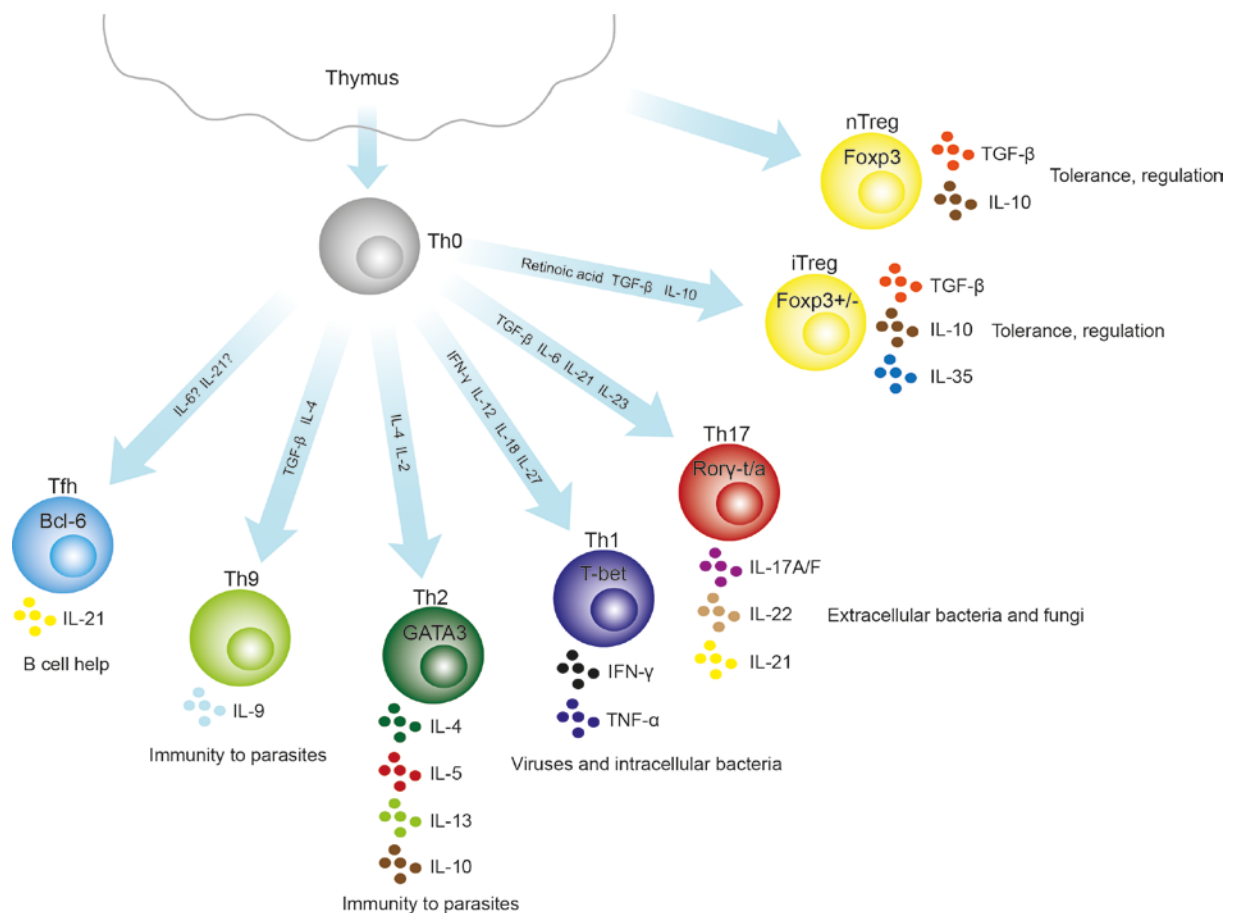 Thymus
nTreg
Foxp3
TGF-β
IL-10
Tolerance, regulation
Th0
Retinoic acid TGF-β IL-10
iTreg
Foxp3+/-
TGF-β
IL-10
IL-35
Tolerance, regulation
IL-6? IL-21?
TGF-β IL-4
IL-4 IL-2
IFN-γ IL-12 IL-18 IL-27
TGF-β IL-6 IL-21 IL-23
Tfh
Bcl-6
IL-21
B cell help
Th9
IL-9
Immunity to parasites
Th2
GATA3
IL-4
IL-5
IL-13
IL-10
Immunity to parasites
Th1
T-bet
IFN-γ
TNF-α
Viruses and intracellular bacteria
Th17
Rorγ-t/a
IL-17A/F
IL-22
IL-21
Extracellular bacteria and fungi